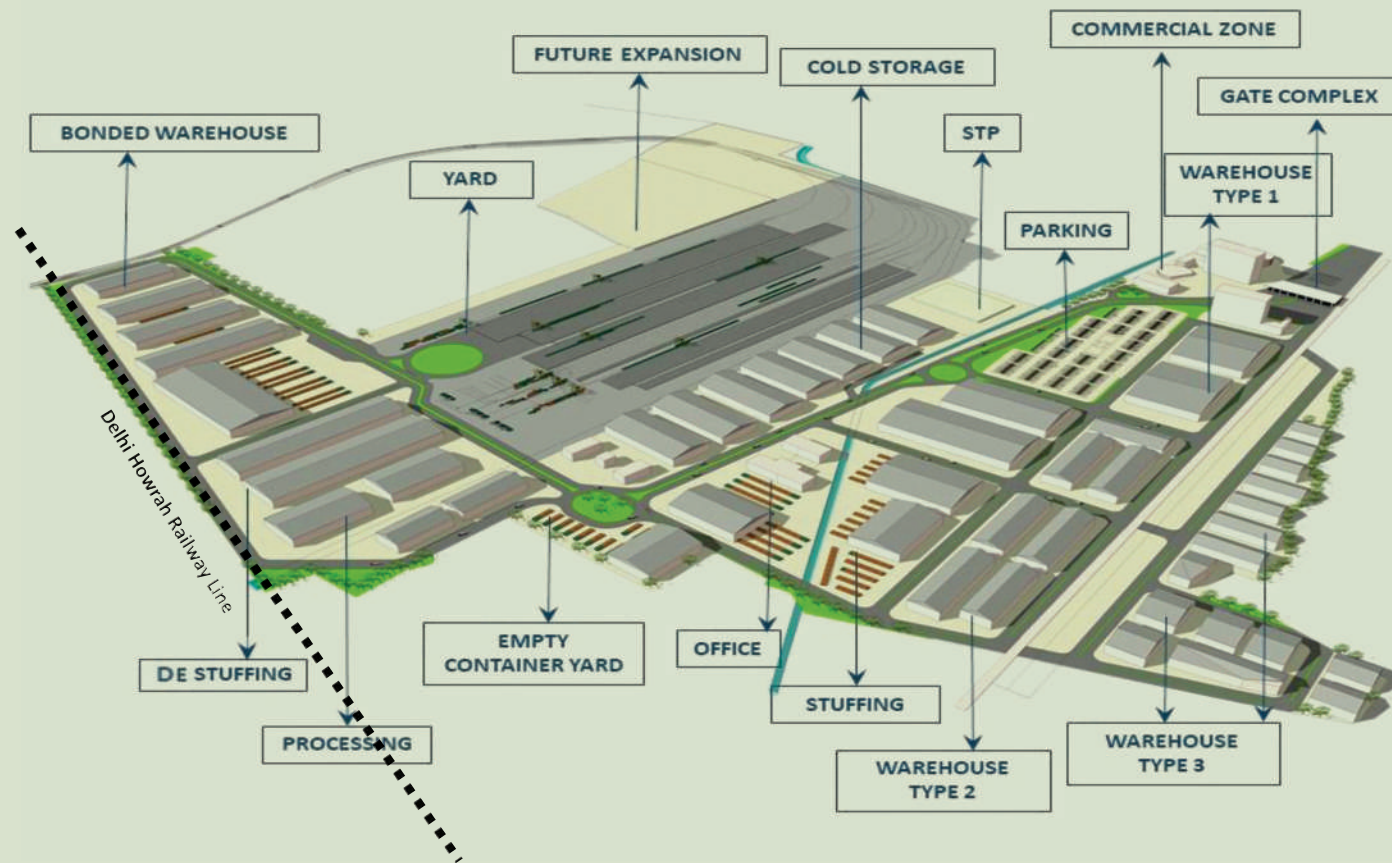 COMMERCIAL ZONE
FUTURE EXPANSION
COLD STORAGE
GATE COMPLEX
BONDED WAREHOUSE
STP
YARD
WAREHOUSE
TYPE 1
PARKING
Delhi Howrah Railway Line
EMPTY
CONTAINER YARD
OFFICE
DE STUFFING
STUFFING
PROCESSING
WAREHOUSE
TYPE 3
WAREHOUSE
TYPE 2